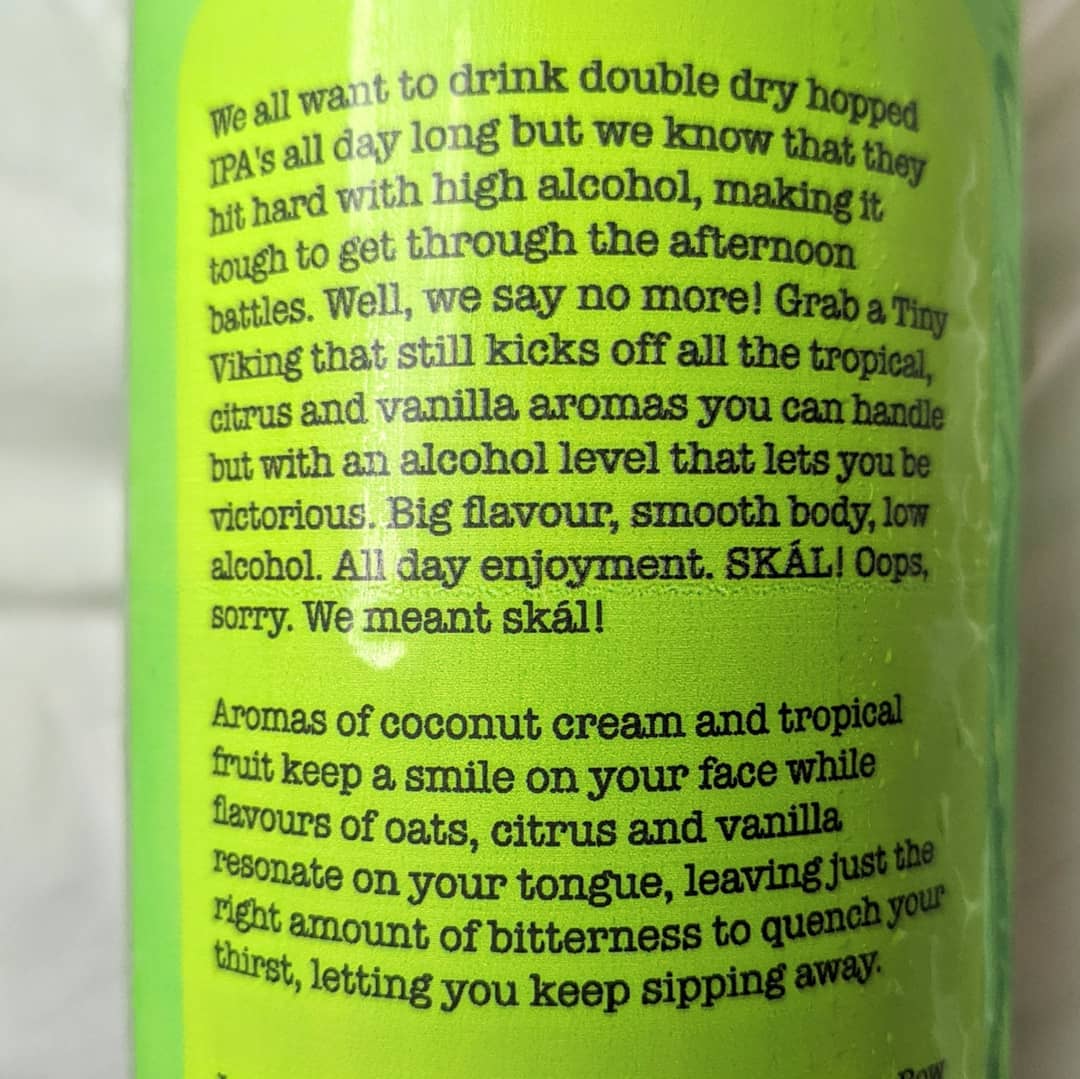 We all want to drink double dry hopped
IPA's all day long but we know that they
hit hard with high alcohol, making it
tough to get through the afternoon
battles. Well, we say no more! Grab a Tiny
Viking that still kicks off all the tropical,
citrus and vanilla aromas you can handle
but with an alcohol level that lets you be
victorious. Big flavour, smooth body, low
alcohol. All day enjoyment. SKÁL! Oops,
sorry. We meant skál!
Aromas of coconut cream and tropical
fruit keep a smile on your face while
flavours of oats, citrus and vanilla
resonate on your tongue, leaving just the
right amount of bitterness to quench your
thirst, letting you keep sipping away.